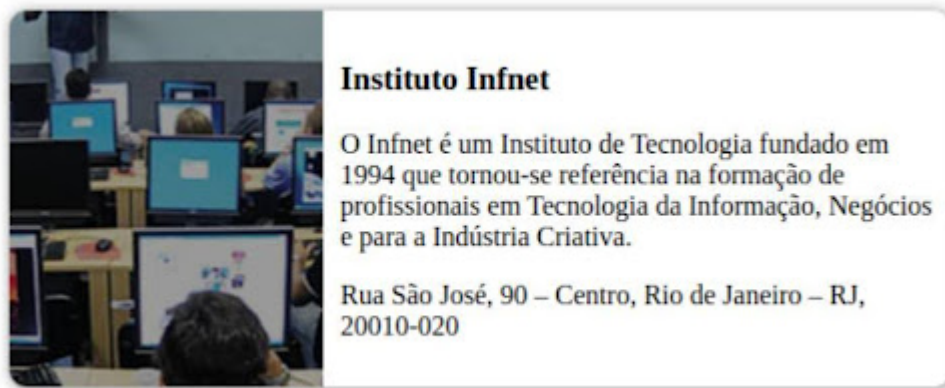 Instituto Infnet
O Infnet é um Instituto de Tecnologia fundado em
1994 que tornou-se referência na formação de
profissionais em Tecnologia da Informação, Negócios
e para a Indústria Criativa.
Rua São José, 90 – Centro, Rio de Janeiro – RJ,
20010-020